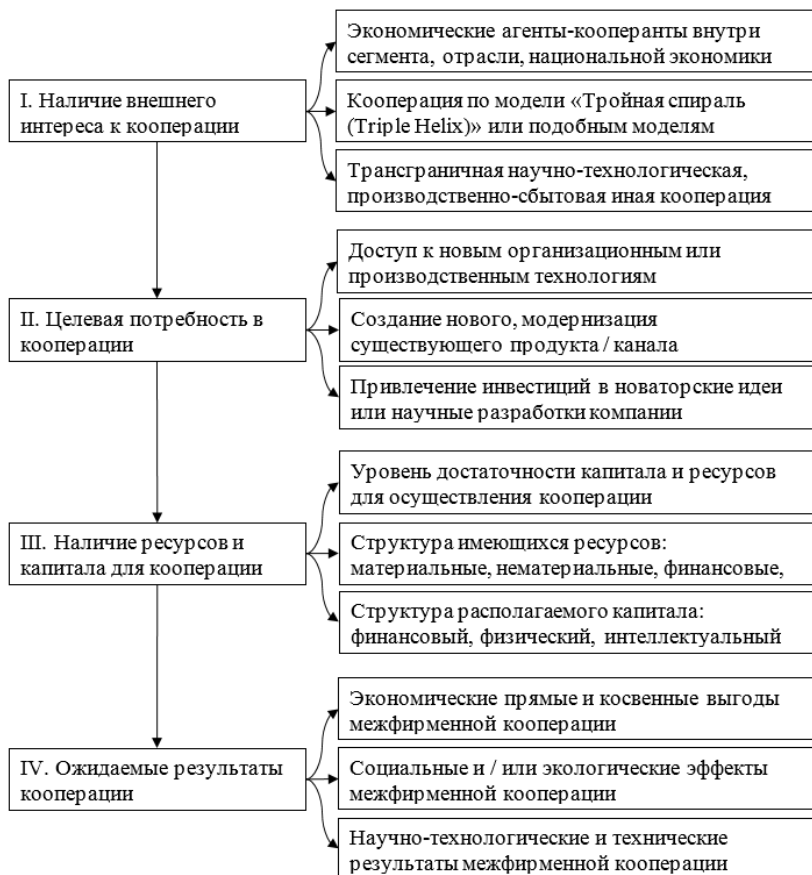 Экономические агенты-кооперанты внутри
сегмента, отрасли, национальной экономики
I. Наличие внешнего
интереса к кооперации
Кооперация по модели «Тройная спираль
(Triple Helix)» или подобным моделям
Трансграничная научно-технологическая,
производственно-сбытовая иная кооперация
Доступ к новым организационным или
производственным технологиям
II. Целевая потребность в
кооперации
Создание нового, модернизация
существующего продукта / канала
Привлечение инвестиций в новаторские идеи
или научные разработки компании
Уровень достаточности капитала и ресурсов
для осуществления кооперации
III. Наличие ресурсов и
капитала для кооперации
Структура имеющихся ресурсов:
материальные, нематериальные, финансовые,
Структура располагаемого капитала:
финансовый, физический, интеллектуальный
Экономические прямые и косвенные выгоды
межфирменной кооперации
IV. Ожидаемые результаты
кооперации
Социальные и / или экологические эффекты
межфирменной кооперации
Научно-технологические и технические
результаты межфирменной кооперации